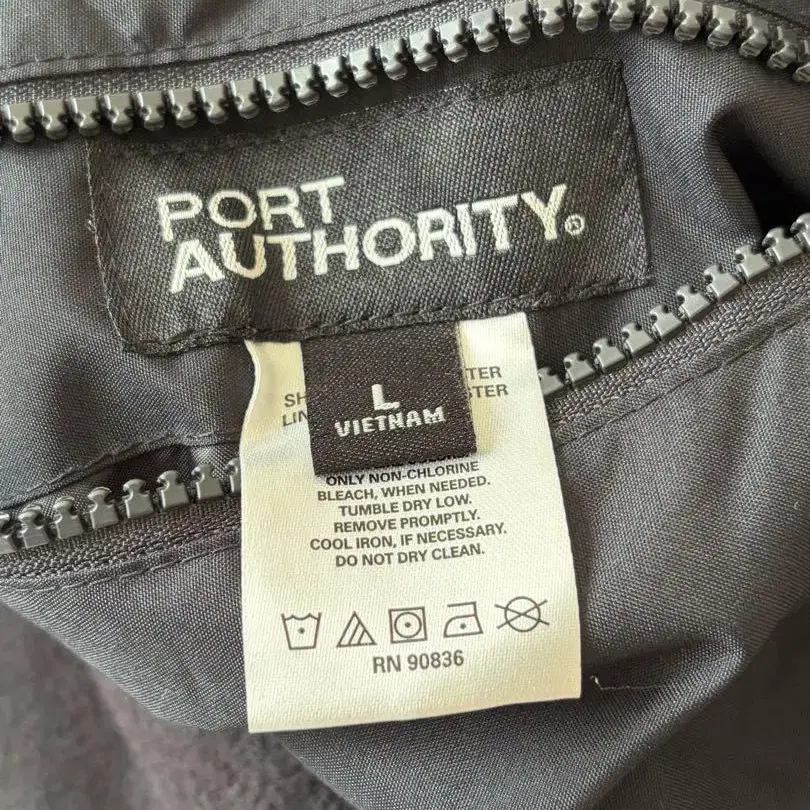 PORT
AUTHORITY®
L
VIETNAM
ONLY NON-CHLORINE
BLEACH, WHEN NEEDED.
TUMBLE DRY LOW.
REMOVE PROMPTLY.
COOL IRON, IF NECESSARY.
DO NOT DRY CLEAN.
RN 90836